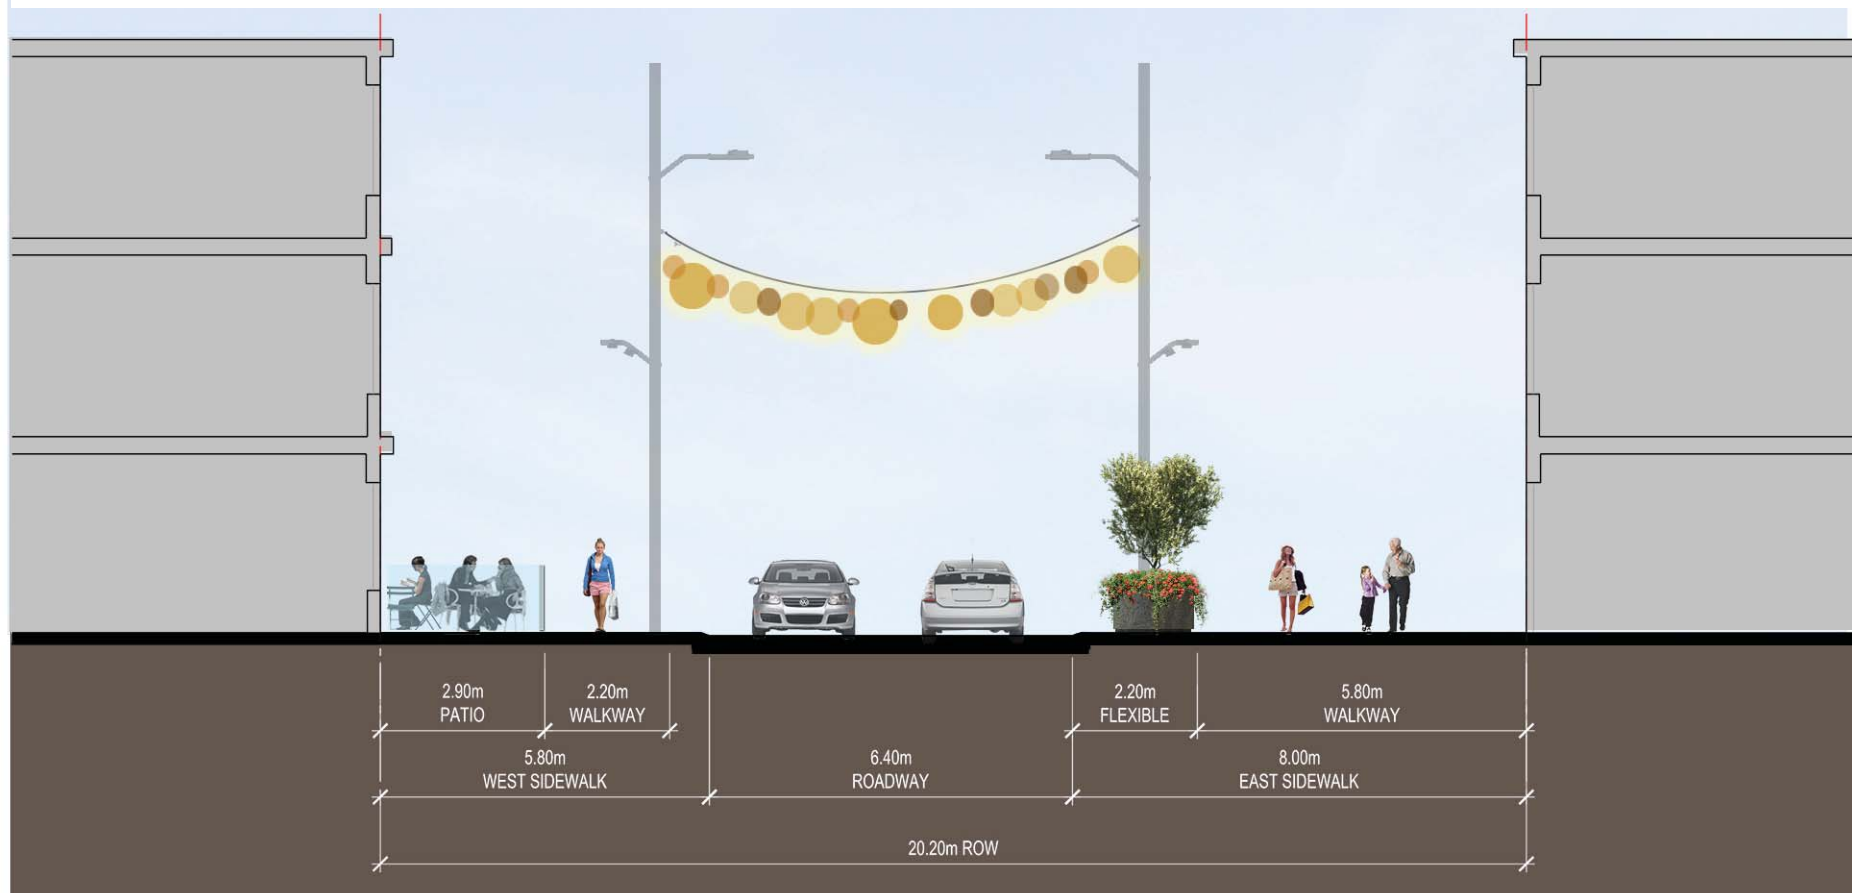 2.90m
PATIO
2.20m
WALKWAY
2.20m
FLEXIBLE
5.80m
WALKWAY
5.80m
WEST SIDEWALK
6.40m
ROADWAY
8.00m
EAST SIDEWALK
20.20m ROW